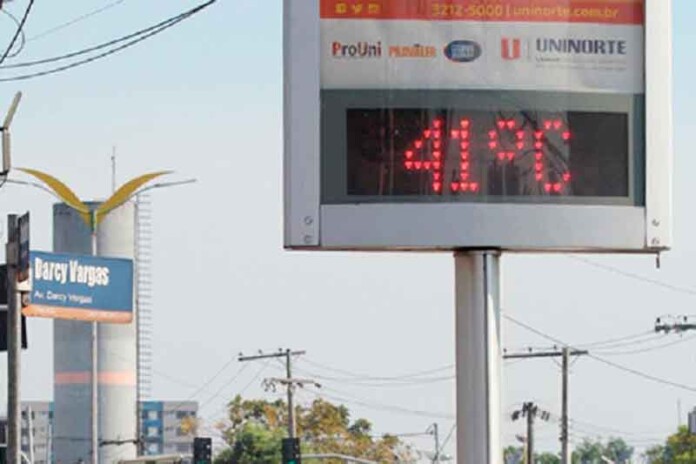 3212-5000 | uninorte.com.br
ProUni
UNINORTE
41°C
Darcy Vargas
Av. Darcy Vargas